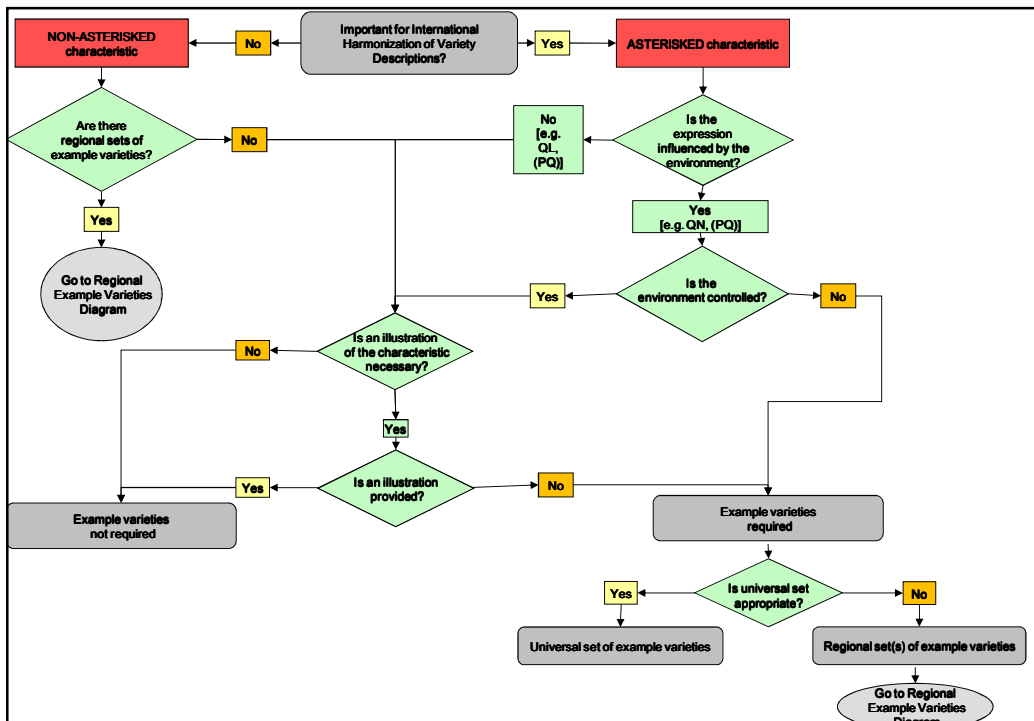 NON-ASTERISKED
characteristic
No
Important for International
Harmonization of Variety
Descriptions?
Yes
ASTERISKED characteristic
Are there
regional sets of
example varieties?
No
No
[e.g.
QL,
(PQ)]
Is the
expression
influenced by the
environment?
Yes
Yes
[e.g. QN, (PQ)]
Go to Regional
Example Varieties
Diagram
Yes
Is the
environment controlled?
No
No
Is an illustration
of the characteristic
necessary?
Yes
Yes
Is an illustration
provided?
No
Example varieties
not required
Example varieties
required
Yes
Is universal set
appropriate?
No
Universal set of example varieties
Regional set(s) of example varieties
Go to Regional
Example Varieties
Diagram